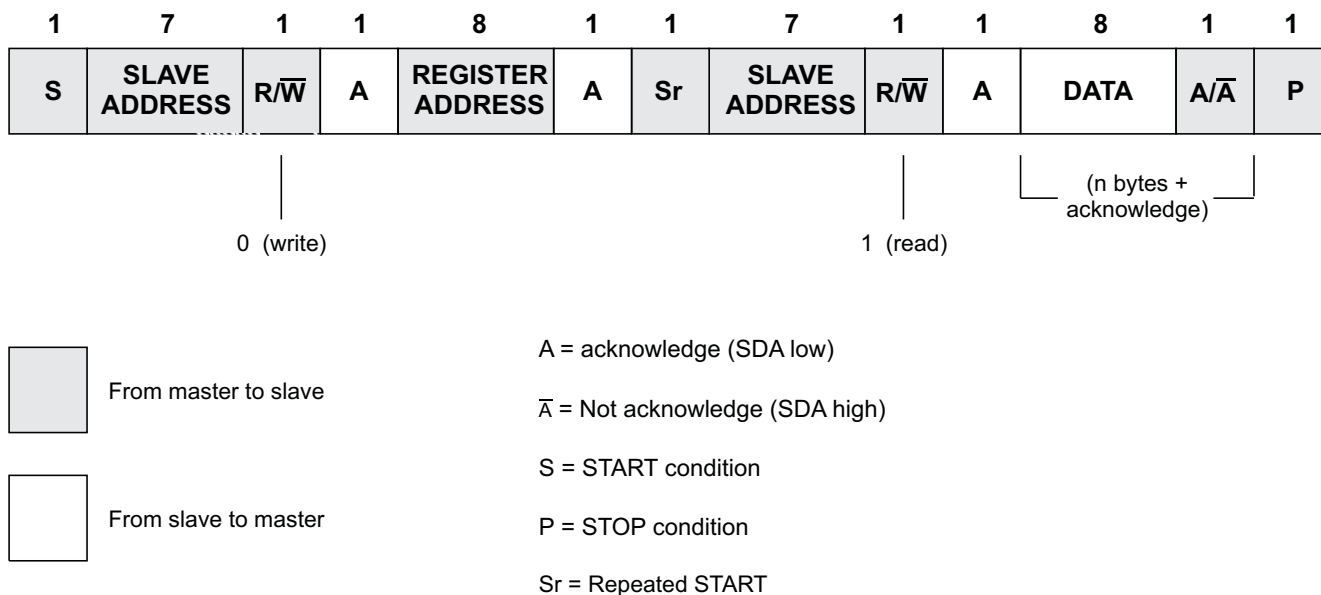 1 7 1 1 8 1 1 7 1 1 8 1 1
S SLAVE ADDRESS R/W̅ A REGISTER ADDRESS A Sr SLAVE ADDRESS R/W̅ A DATA A/A̅ P
(n bytes +
acknowledge)
0 (write) 1 (read)
From master to slave
From slave to master
A = acknowledge (SDA low)
A̅ = Not acknowledge (SDA high)
S = START condition
P = STOP condition
Sr = Repeated START